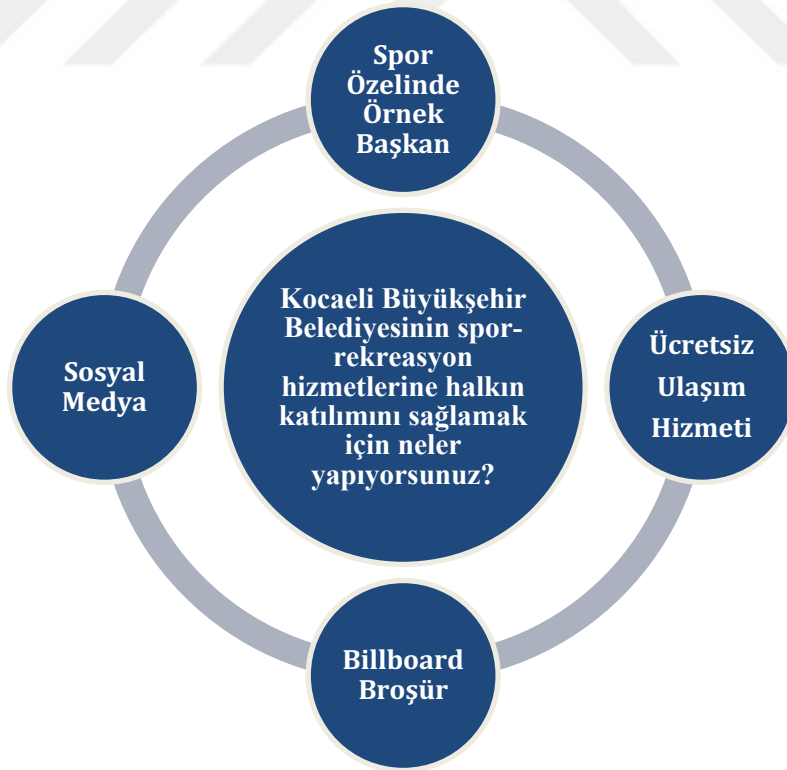 Spor
Özelinde
Örnek
Başkan
Kocaeli Büyükşehir
Belediyesinin spor-
rekreasyon
hizmetlerine halkın
katılımını sağlamak
için neler
yapıyorsunuz?
Sosyal
Medya
Ücretsiz
Ulaşım
Hizmeti
Billboard
Broşür